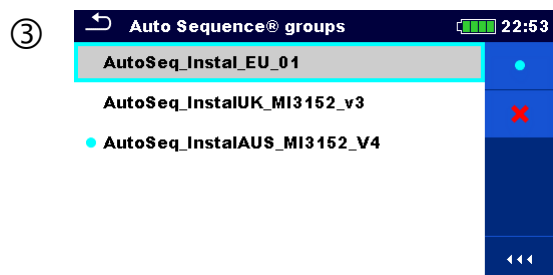 ③
Auto Sequence® groups 22:53
AutoSeq_Instal_EU_01
AutoSeq_InstalUK_MI3152_v3
AutoSeq_InstalAUS_MI3152_V4